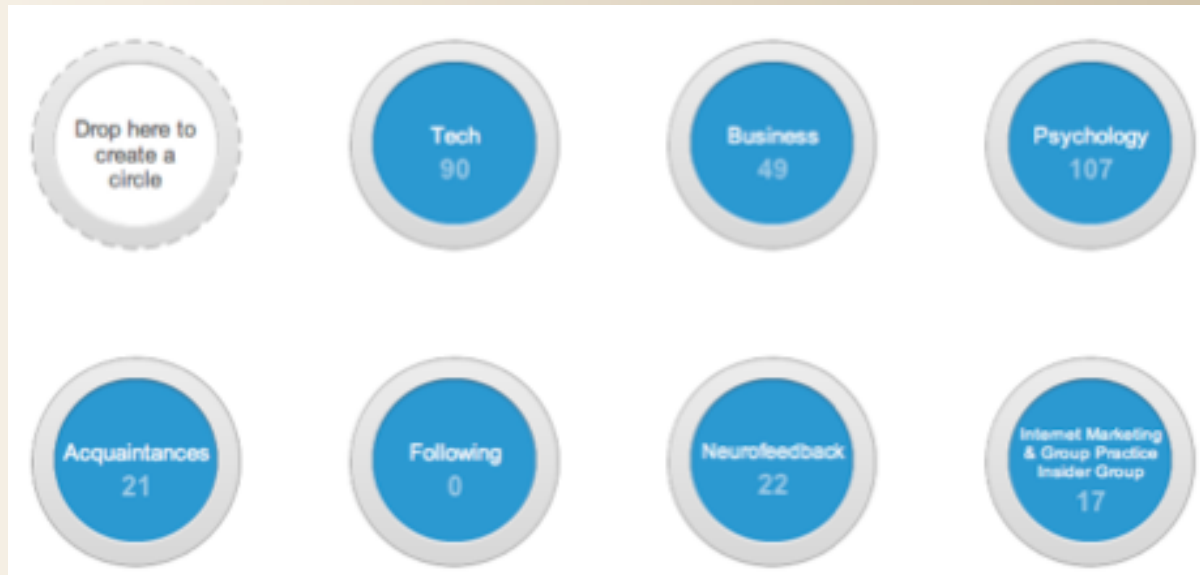 Drop here to
create a
circle
Tech
90
Business
49
Psychology
107
Acquaintances
21
Following
0
Neurofeedback
22
Internet Marketing
& Group Practice
Insider Group
17